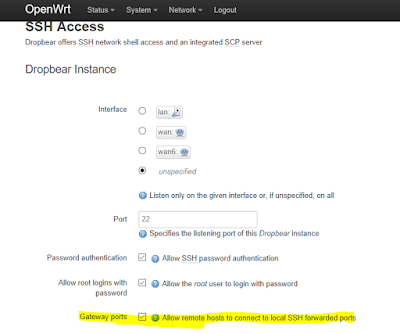 OpenWrt Status System Network Logout
SSH Access
Dropbear offers SSH network shell access and an integrated SCP server
Dropbear Instance
Interface
lan:
wan:
wan6:
unspecified
Listen only on the given interface or, if unspecified, on all
Port 22
Specifies the listening port of this Dropbear instance
Password authentication Allow SSH password authentication
Allow root logins with password Allow the root user to login with password
Gateway ports Allow remote hosts to connect to local SSH forwarded ports